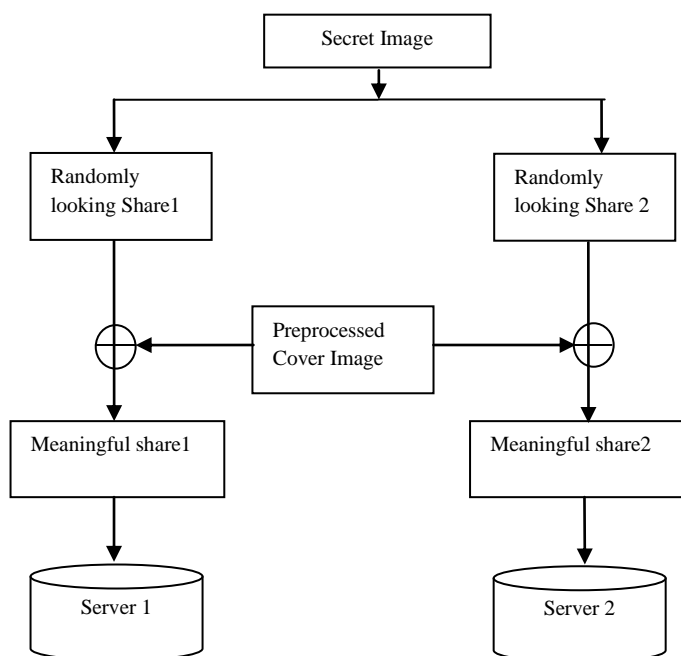 Secret Image
Randomly
looking Share1
Randomly
looking Share 2
Preprocessed
Cover Image
Meaningful share1
Meaningful share2
Server 1
Server 2